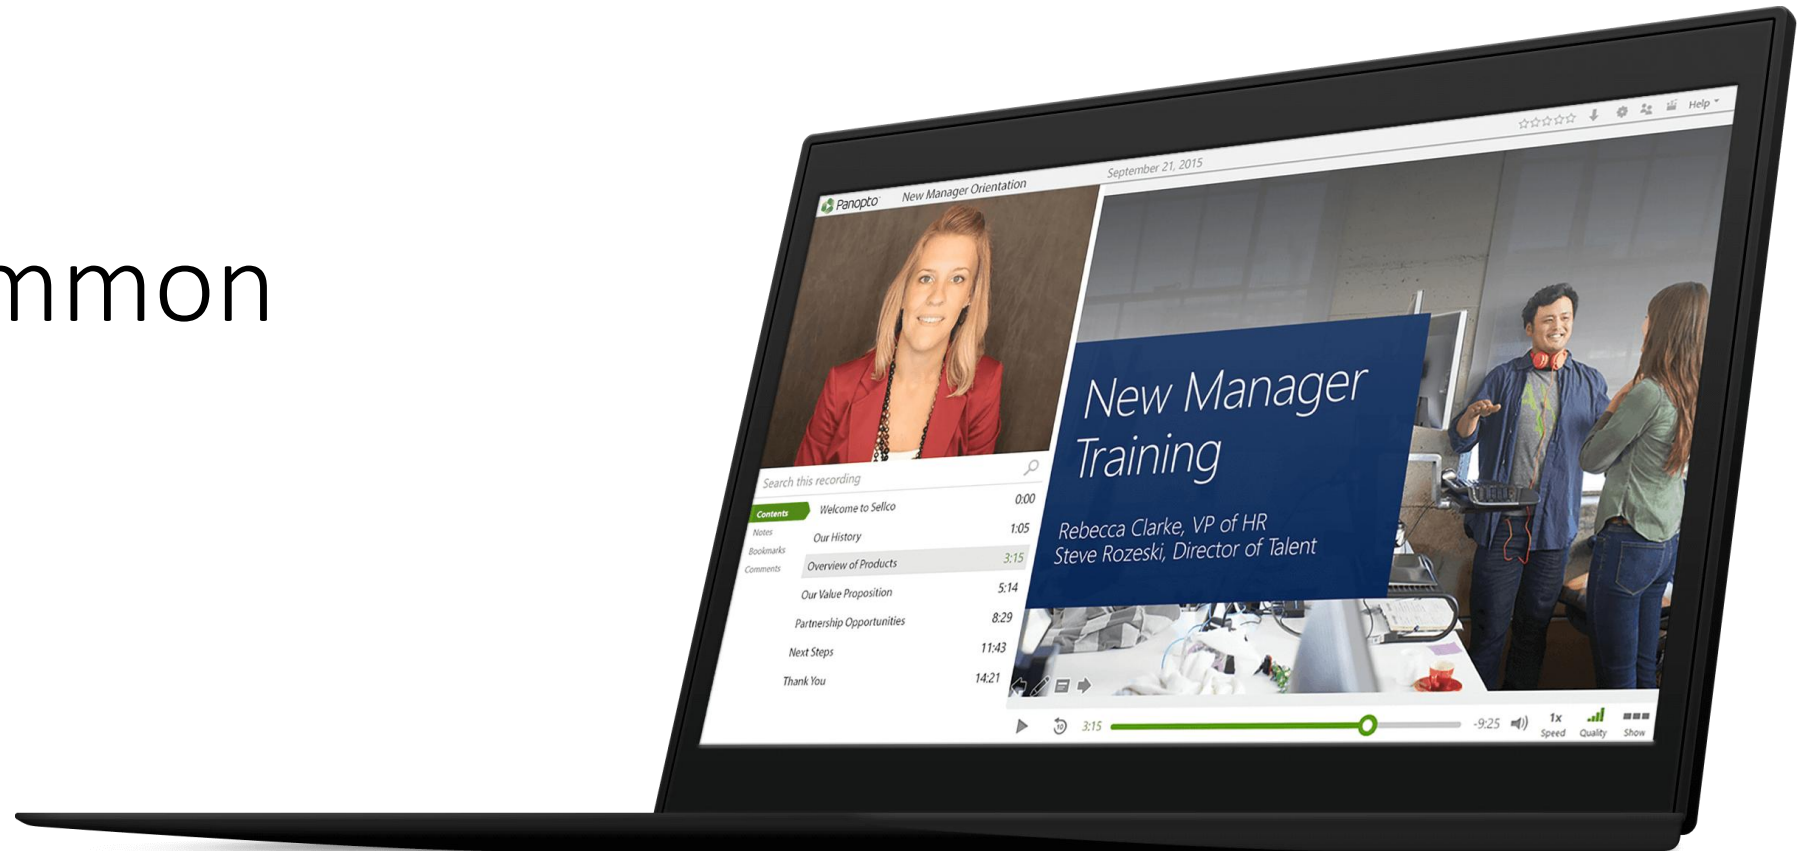 mmon
Panopto
New Manager Orientation
September 21, 2015
Help
New Manager
Training
Rebecca Clarke, VP of HR
Steve Rozeski, Director of Talent
Search this recording
Contents
Notes
Bookmarks
Comments
Welcome to Sellco 0:00
Our History 1:05
Overview of Products 3:15
Our Value Proposition 5:14
Partnership Opportunities 8:29
Next Steps 11:43
Thank You 14:21
10 3:15 -9:25 1x
Speed Quality Show